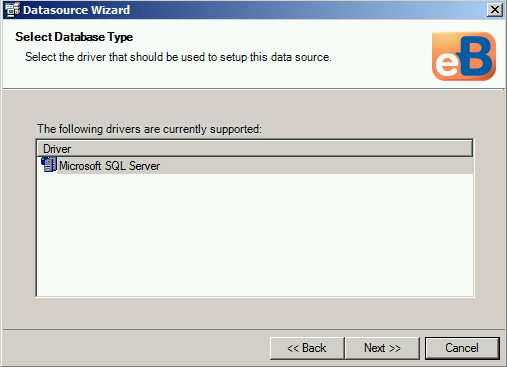 Datasource Wizard
Select Database Type
Select the driver that should be used to setup this data source.
eB
The following drivers are currently supported:
Driver
Microsoft SQL Server
<< Back
Next >>
Cancel